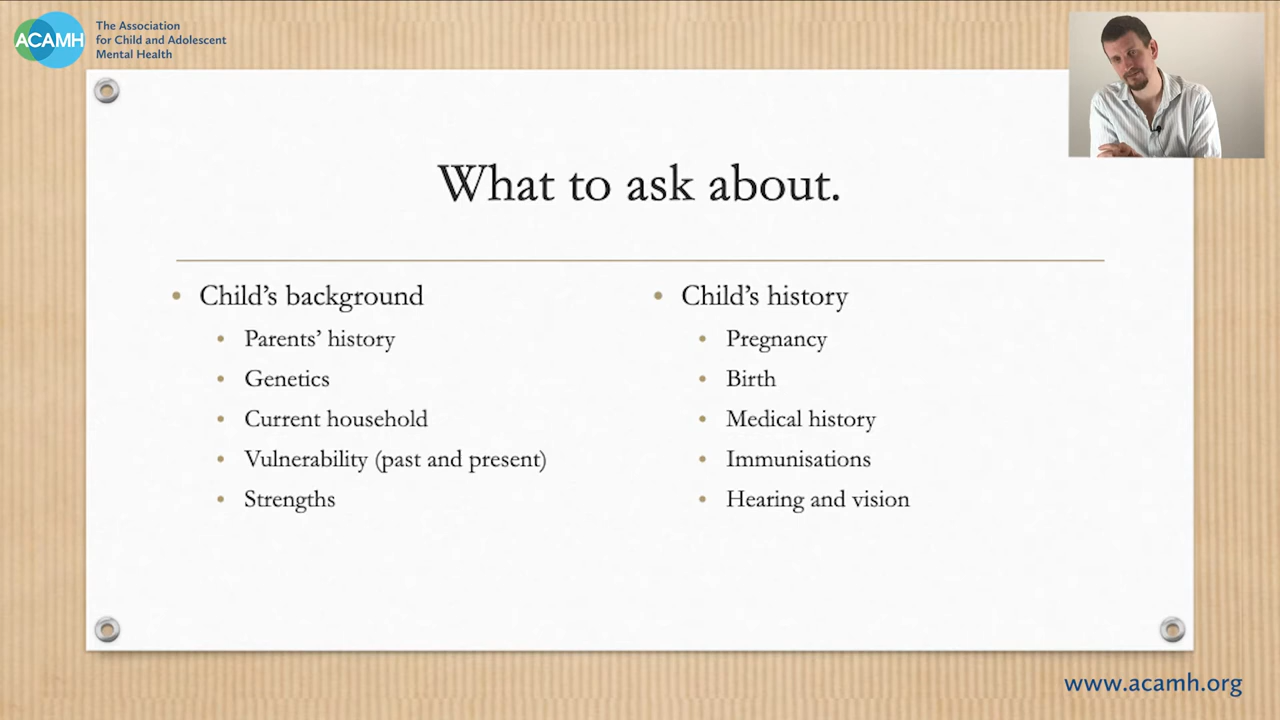 ACAMH
The Association
for Child and Adolescent
Mental Health
What to ask about.
• Child’s background
• Parents’ history
• Genetics
• Current household
• Vulnerability (past and present)
• Strengths
• Child’s history
• Pregnancy
• Birth
• Medical history
• Immunisations
• Hearing and vision
www.acamh.org